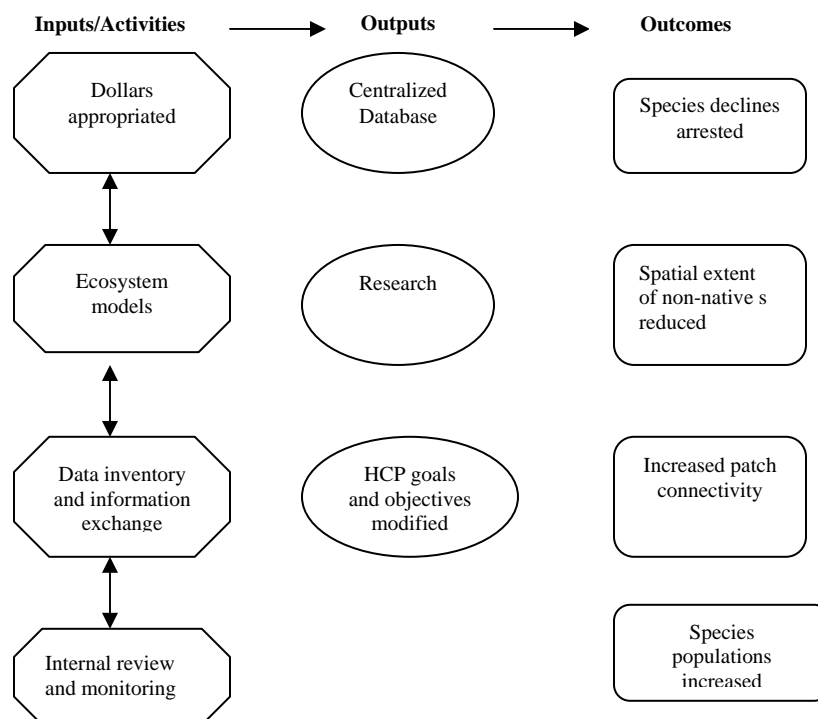 Inputs/Activities
Outputs
Outcomes
Dollars
appropriated
Centralized
Database
Species declines
arrested
Ecosystem
models
Research
Spatial extent
of non-native s
reduced
Data inventory
and information
exchange
HCP goals
and objectives
modified
Increased patch
connectivity
Internal review
and monitoring
Species
populations
increased